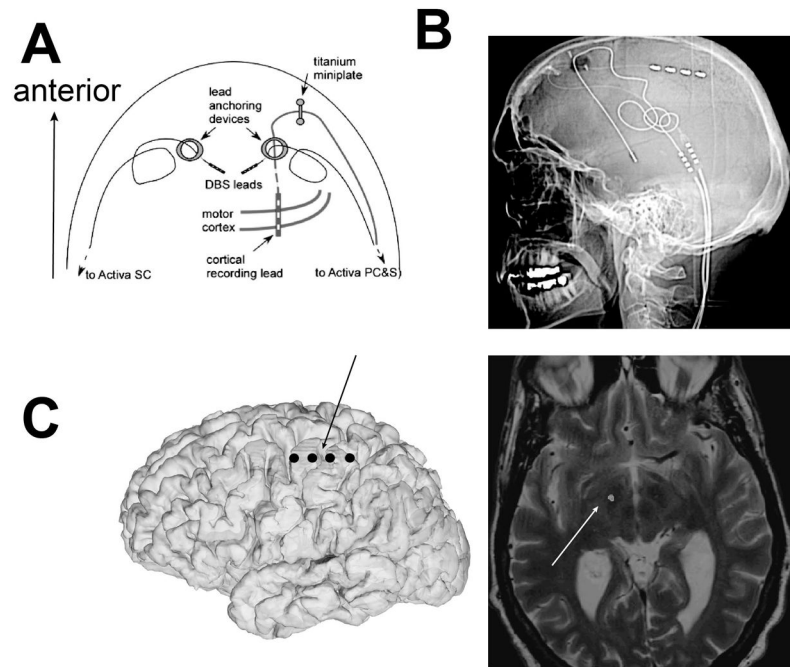 A
B
anterior
titanium
miniplate
lead
anchoring
devices
DBS leads
motor
cortex
cortical
recording lead
to Activa SC
to Activa PC&S)
C